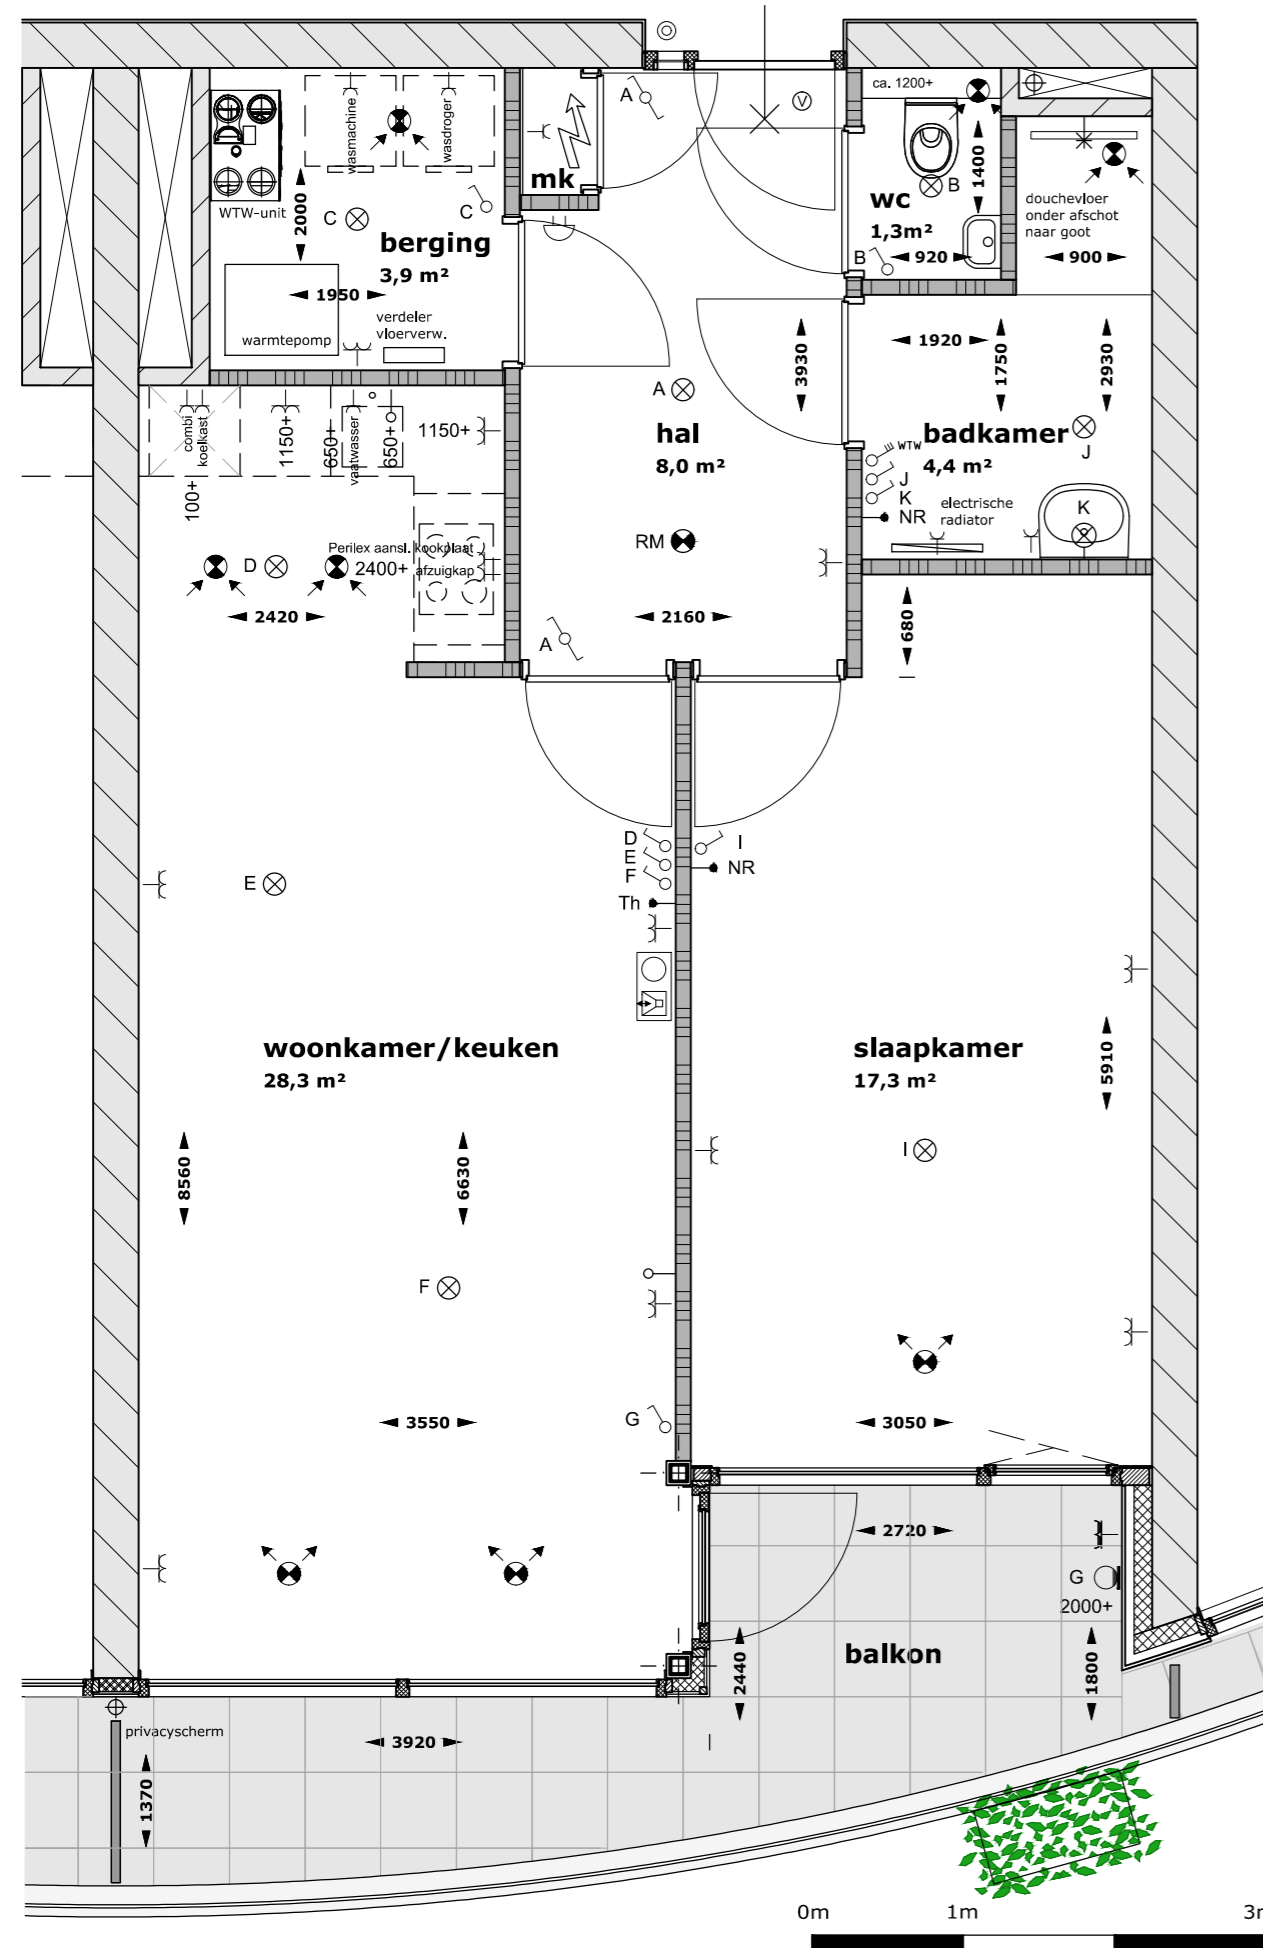 A
V
ca. 1200+
wasmachine
wasdroger
mk
WTW-unit
2000
C
C
berging
3,9 m²
1950
verdeler
vloerverw.
warmtepomp
B
wc
1,3m²
1400
B
920
douchevloer
onder afschot
naar goot
900
3930
1920
1750
2930
A
hal
8,0 m²
badkamer
4,4 m²
J
WTW
J
K
NR
electrische
radiator
K
combi
koelkast
100+
1150+
650+
vaatwasser
650+
1150+
Perilex aansl. kookplaat
2400+ afzuigkap
D
2420
RM
2160
A
680
D
E
F
Th
I
NR
E
woonkamer/keuken
28,3 m²
slaapkamer
17,3 m²
5910
8560
6630
I
F
3550
G
3050
2720
G
2000+
balkon
2440
1800
privacyscherm
3920
1370
0m
1m